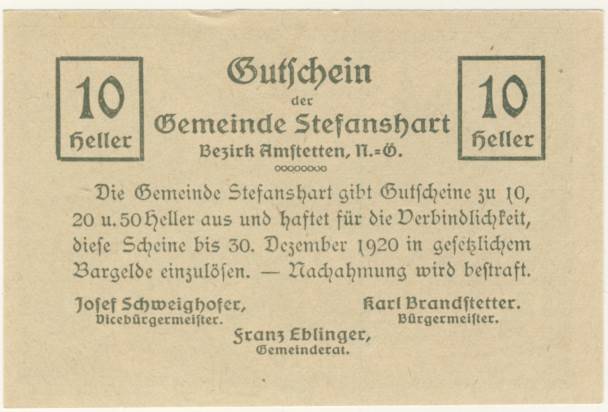 Gutschein
der
Gemeinde Stefanshart
Bezirk Amstetten, N.=Ö.
10
Heller
10
Heller
Die Gemeinde Stefanshart gibt Gutscheine zu 10,
20 u. 50 Heller aus und haftet für die Verbindlichkeit,
diese Scheine bis 30. Dezember 1920 in gesetzlichem
Bargelde einzulösen. — Nachahmung wird bestraft.
Josef Schweighofer,
Vicebürgermeister.
Karl Brandstetter.
Bürgermeister.
Franz Eblinger,
Gemeinderat.